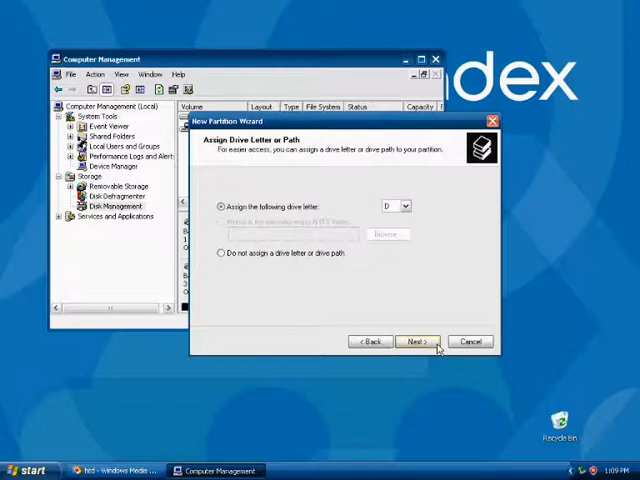 dex
Computer Management
File Action View Window Help
Computer Management (Local)
System Tools
Event Viewer
Shared Folders
Local Users and Groups
Performance Logs and Alert
Device Manager
Storage
Removable Storage
Disk Defragmenter
Disk Management
Services and Applications
Volume Layout Type File System Status Capacity F
New Partition Wizard
Assign Drive Letter or Path
For easier access, you can assign a drive letter or drive path to your partition.
Assign the following drive letter: D
Browse...
Do not assign a drive letter or drive path
< Back Next > Cancel
Recycle Bin
start
hcd - Windows Media ...
Computer Management
1:09 PM